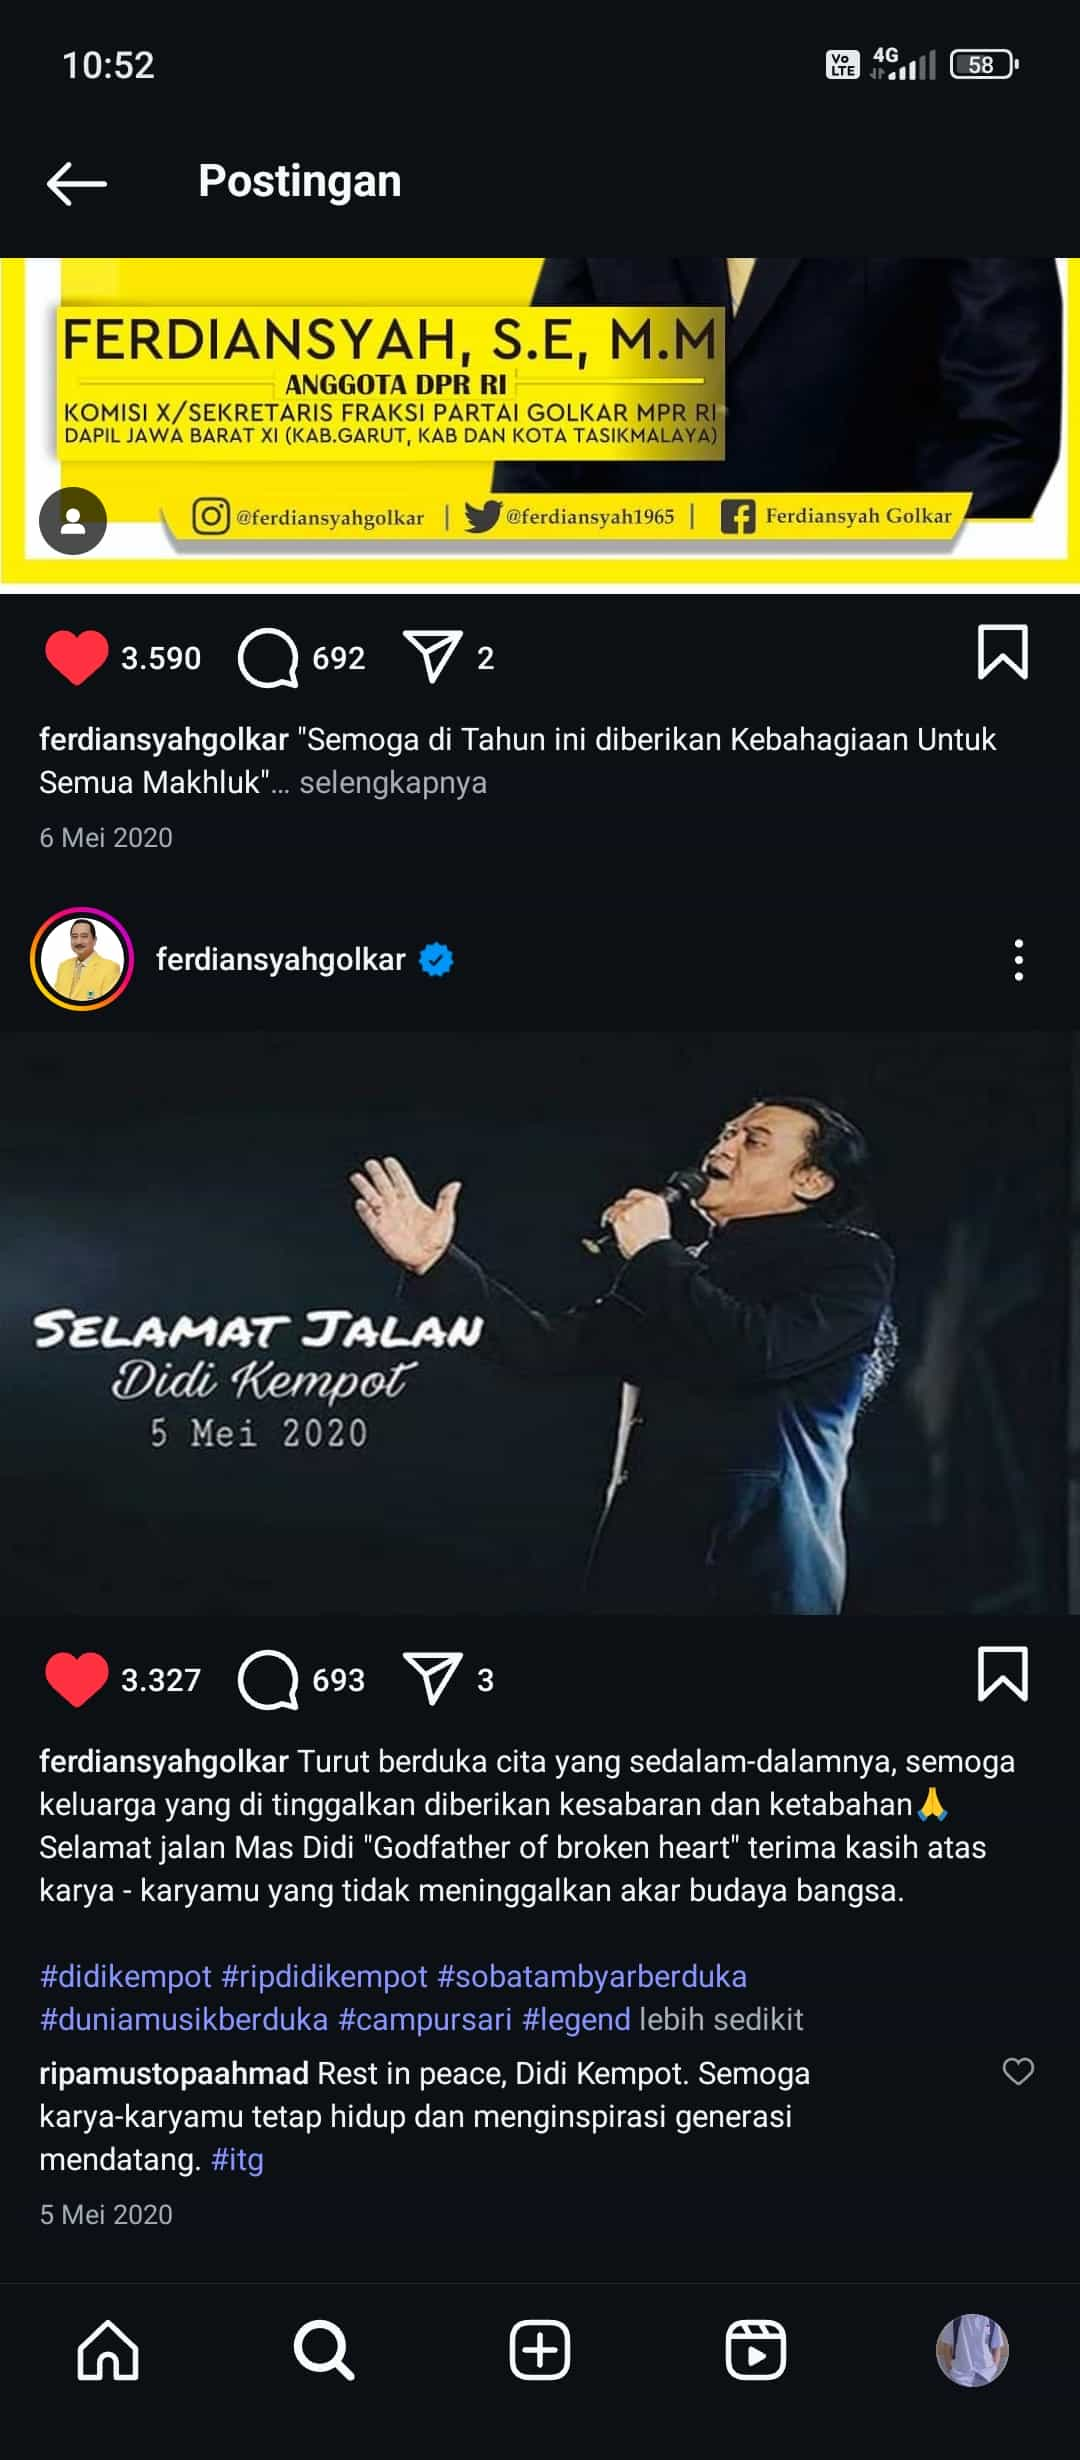 10:52
Vo LTE 4G 58
Postingan
FERDIANSYAH, S.E, M.M
ANGGOTA DPR RI
KOMISI X/SEKRETARIS FRAKSI PARTAI GOLKAR MPR RI
DAPIL JAWA BARAT XI (KAB.GARUT, KAB DAN KOTA TASIKMALAYA)
@ferdiansyahgolkar | @ferdiansyah1965 | Ferdiansyah Golkar
3.590 692 2
ferdiansyahgolkar "Semoga di Tahun ini diberikan Kebahagiaan Untuk
Semua Makhluk"... selengkapnya
6 Mei 2020
ferdiansyahgolkar
SELAMAT JALAN
Didi Kempot
5 Mei 2020
3.327 693 3
ferdiansyahgolkar Turut berduka cita yang sedalam-dalamnya, semoga
keluarga yang di tinggalkan diberikan kesabaran dan ketabahan🙏
Selamat jalan Mas Didi "Godfather of broken heart" terima kasih atas
karya - karyamu yang tidak meninggalkan akar budaya bangsa.
#didikempot #ripdidikempot #sobatambyarberduka
#duniamusikberduka #campursari #legend lebih sedikit
ripamustopaahmad Rest in peace, Didi Kempot. Semoga
karya-karyamu tetap hidup dan menginspirasi generasi
mendatang. #itg
5 Mei 2020